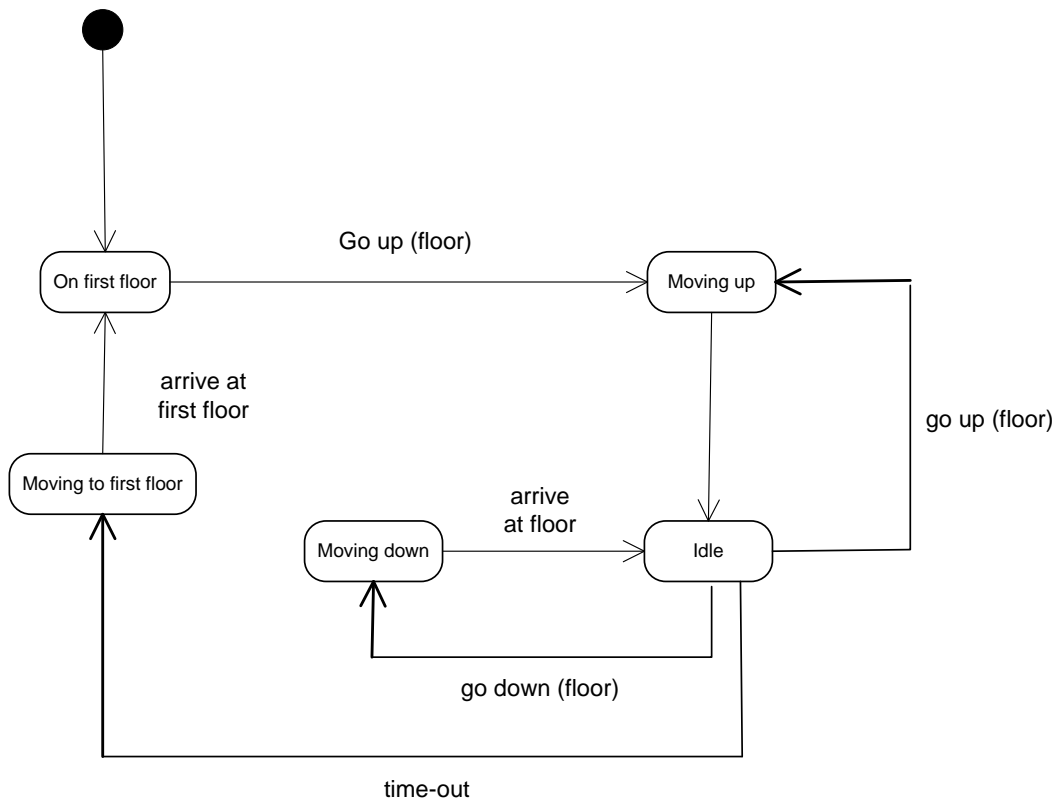 Go up (floor)
On first floor
Moving up
arrive at
first floor
go up (floor)
Moving to first floor
arrive
at floor
Moving down
Idle
go down (floor)
time-out